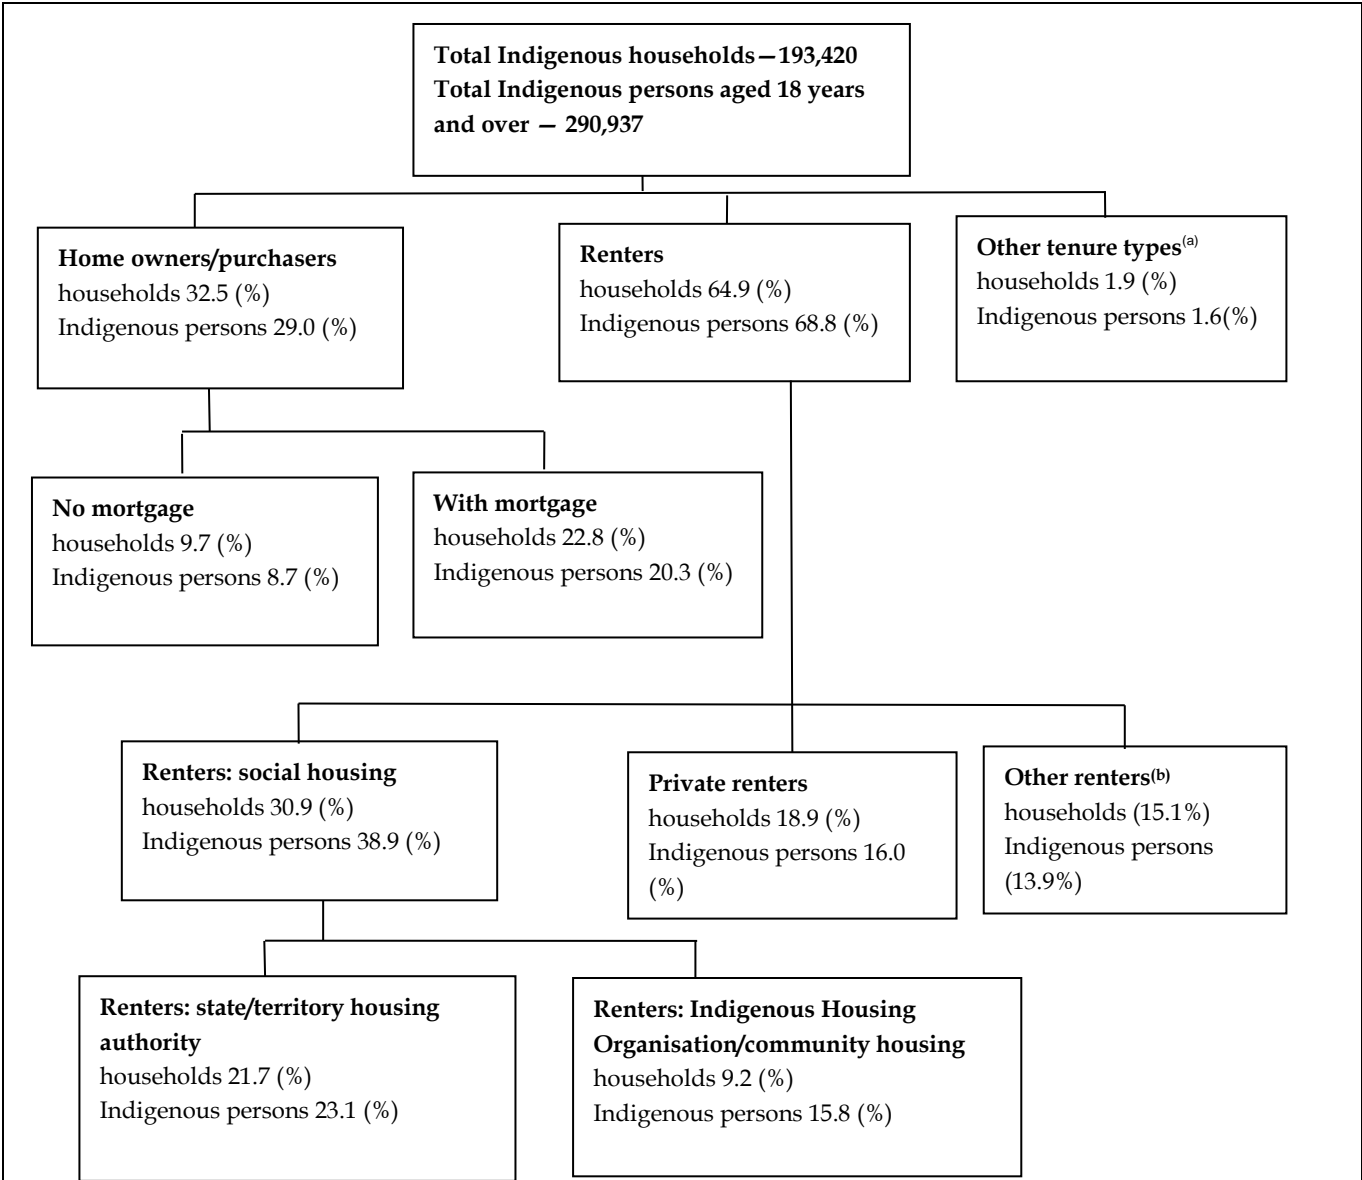 Total Indigenous households—193,420
Total Indigenous persons aged 18 years
and over — 290,937
Home owners/purchasers
households 32.5 (%)
Indigenous persons 29.0 (%)
Renters
households 64.9 (%)
Indigenous persons 68.8 (%)
Other tenure types(a)
households 1.9 (%)
Indigenous persons 1.6(%)
No mortgage
households 9.7 (%)
Indigenous persons 8.7 (%)
With mortgage
households 22.8 (%)
Indigenous persons 20.3 (%)
Renters: social housing
households 30.9 (%)
Indigenous persons 38.9 (%)
Private renters
households 18.9 (%)
Indigenous persons 16.0
(%)
Other renters(b)
households (15.1%)
Indigenous persons
(13.9%)
Renters: state/territory housing
authority
households 21.7 (%)
Indigenous persons 23.1 (%)
Renters: Indigenous Housing
Organisation/community housing
households 9.2 (%)
Indigenous persons 15.8 (%)